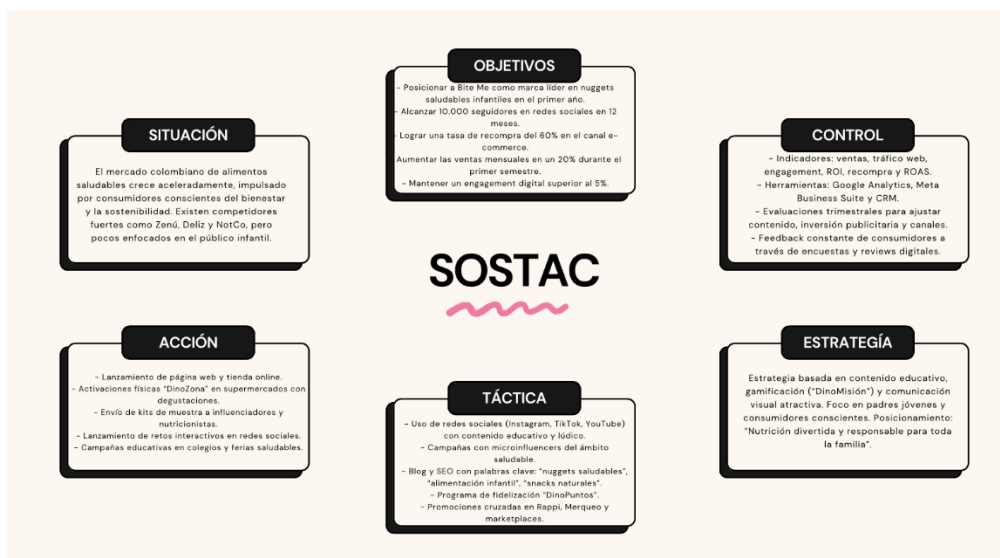 OBJETIVOS
- Posicionar a Bite Me como marca líder en nuggets
saludables infantiles en el primer año.
- Alcanzar 10.000 seguidores en redes sociales en 12
meses.
- Lograr una tasa de recompra del 60% en el canal e-
commerce.
Aumentar las ventas mensuales en un 20% durante el
primer semestre.
- Mantener un engagement digital superior al 5%.
SITUACIÓN
El mercado colombiano de alimentos
saludables crece aceleradamente, impulsado
por consumidores conscientes del bienestar
y la sostenibilidad. Existen competidores
fuertes como Zenú, Deliz y NotCo, pero
pocos enfocados en el público infantil.
CONTROL
- Indicadores: ventas, tráfico web,
engagement, ROI, recompra y ROAS.
- Herramientas: Google Analytics, Meta
Business Suite y CRM.
- Evaluaciones trimestrales para ajustar
contenido, inversión publicitaria y canales.
- Feedback constante de consumidores a
través de encuestas y reviews digitales.
SOSTAC
ACCIÓN
- Lanzamiento de página web y tienda online.
- Activaciones físicas "DinoZona" en supermercados con
degustaciones.
- Envío de kits de muestra a influenciadores y
nutricionistas.
- Lanzamiento de retos interactivos en redes sociales.
- Campañas educativas en colegios y ferias saludables.
TÁCTICA
- Uso de redes sociales (Instagram, TikTok, YouTube)
con contenido educativo y lúdico.
- Campañas con microinfluencers del ámbito
saludable.
- Blog y SEO con palabras clave: "nuggets saludables",
"alimentación infantil", "snacks naturales".
- Programa de fidelización "DinoPuntos".
- Promociones cruzadas en Rappi, Merqueo y
marketplaces.
ESTRATEGÍA
Estrategia basada en contenido educativo,
gamificación ("DinoMisión") y comunicación
visual atractiva. Foco en padres jóvenes y
consumidores conscientes. Posicionamiento:
"Nutrición divertida y responsable para toda
la familia".